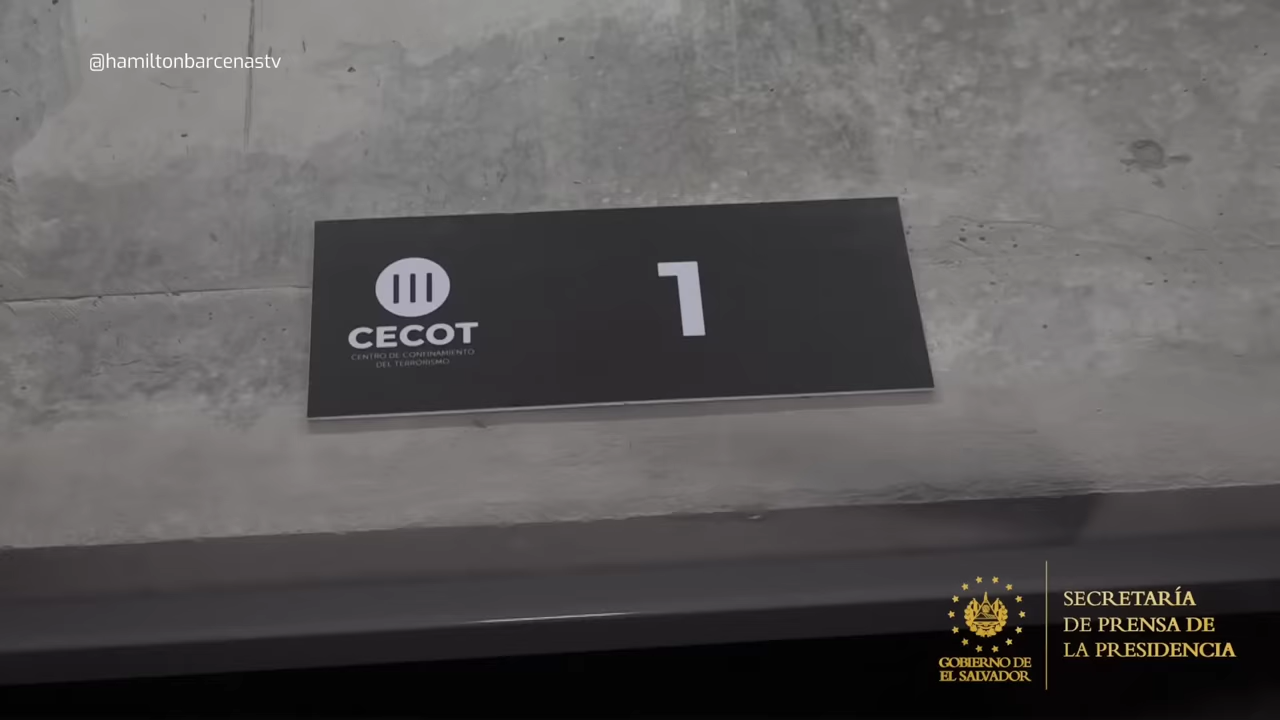 @hamiltonbarcenastv
CECOT
CENTRO DE CONFINAMIENTO
DEL TERRORISMO
1
GOBIERNO DE
EL SALVADOR
SECRETARÍA
DE PRENSA DE
LA PRESIDENCIA